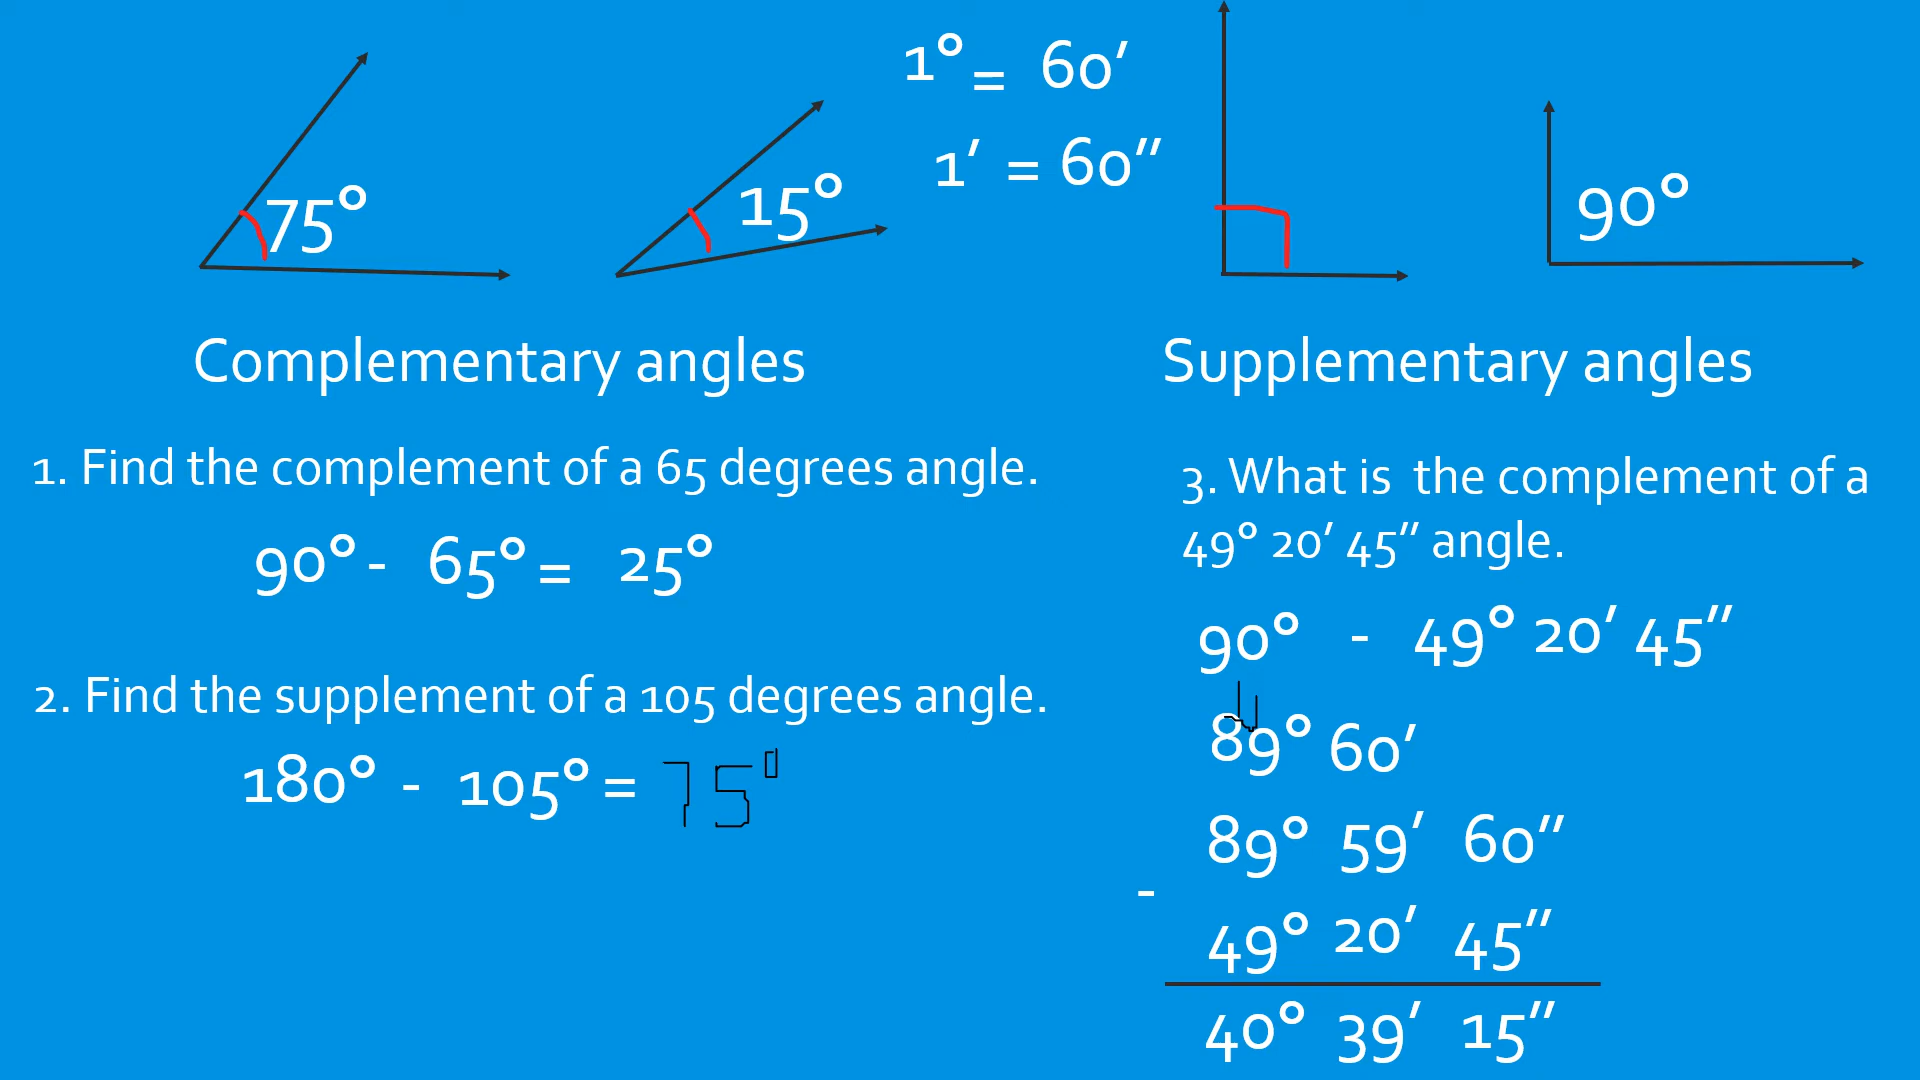 1° = 60′
1′ = 60″
75°
15°
90°
Complementary angles
1. Find the complement of a 65 degrees angle.
90° - 65° = 25°
2. Find the supplement of a 105 degrees angle.
180° - 105° = 75°
Supplementary angles
3. What is the complement of a
49° 20′ 45″ angle.
90° - 49° 20′ 45″
89° 60′
89° 59′ 60″
-
49° 20′ 45″
40° 39′ 15″